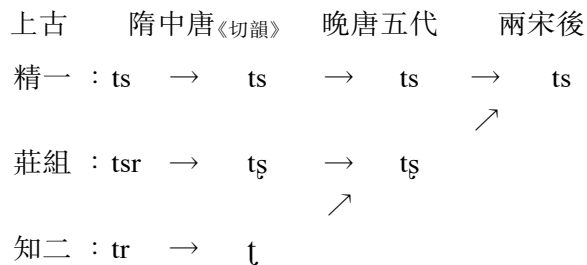 上古 隋中唐《切韻》 晚唐五代 兩宋後
精一：ts → ts → ts → ts
↗
莊組：tsr → tʂ → tʂ
↗
知二：tr → ʈ